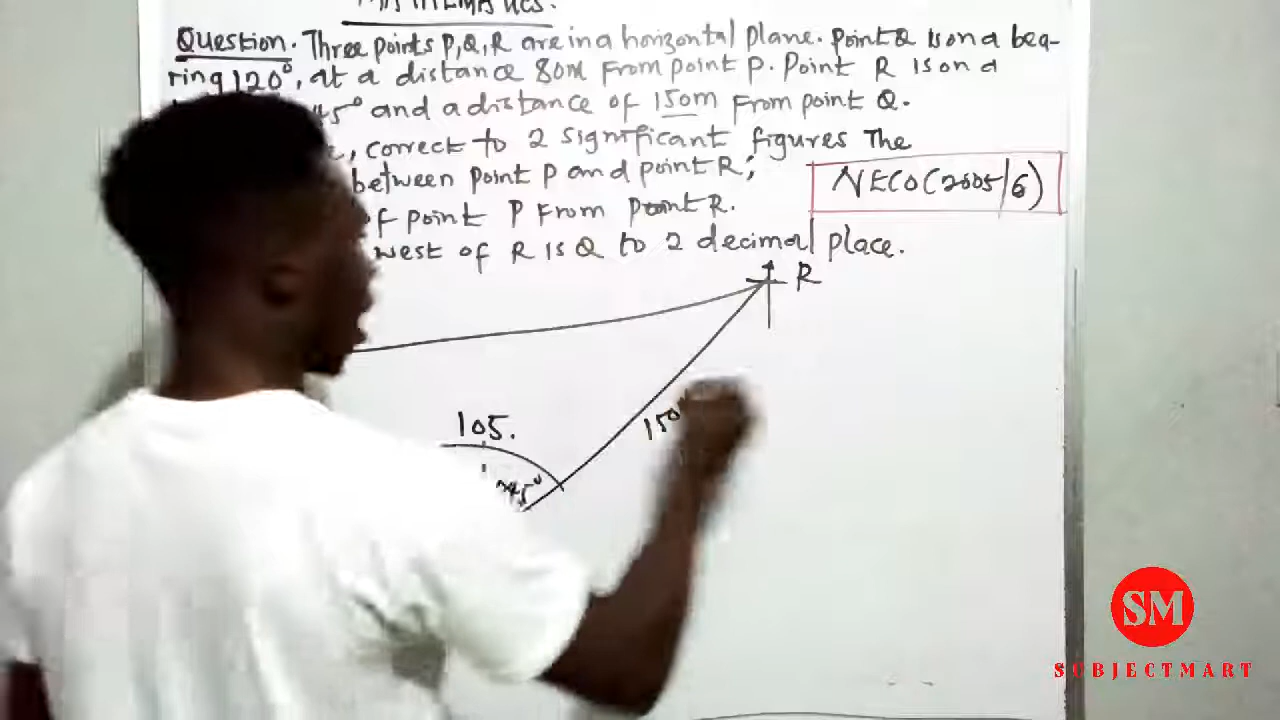 Question. Three points P, Q, R are in a horizontal plane. Point Q is on a bea-
ring 120°, at a distance 80m from point P. Point R is on a
45° and a distance of 150m from point Q.
, correct to 2 significant figures The
between point P and point R;
NECO(2005/6)
of point P from point R.
west of R is Q to 2 decimal place.
R
105.
150
45°
SM
SUBJECTMART